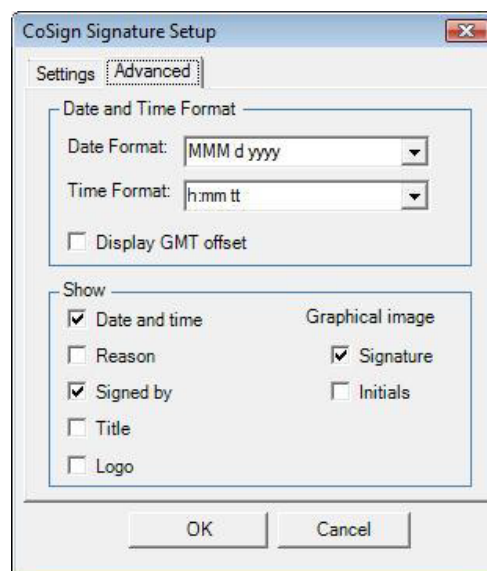 CoSign Signature Setup
Settings Advanced
Date and Time Format
Date Format: MMM d yyyy
Time Format: h:mm tt
Display GMT offset
Show
Date and time Graphical image
Reason Signature
Signed by Initials
Title
Logo
OK Cancel